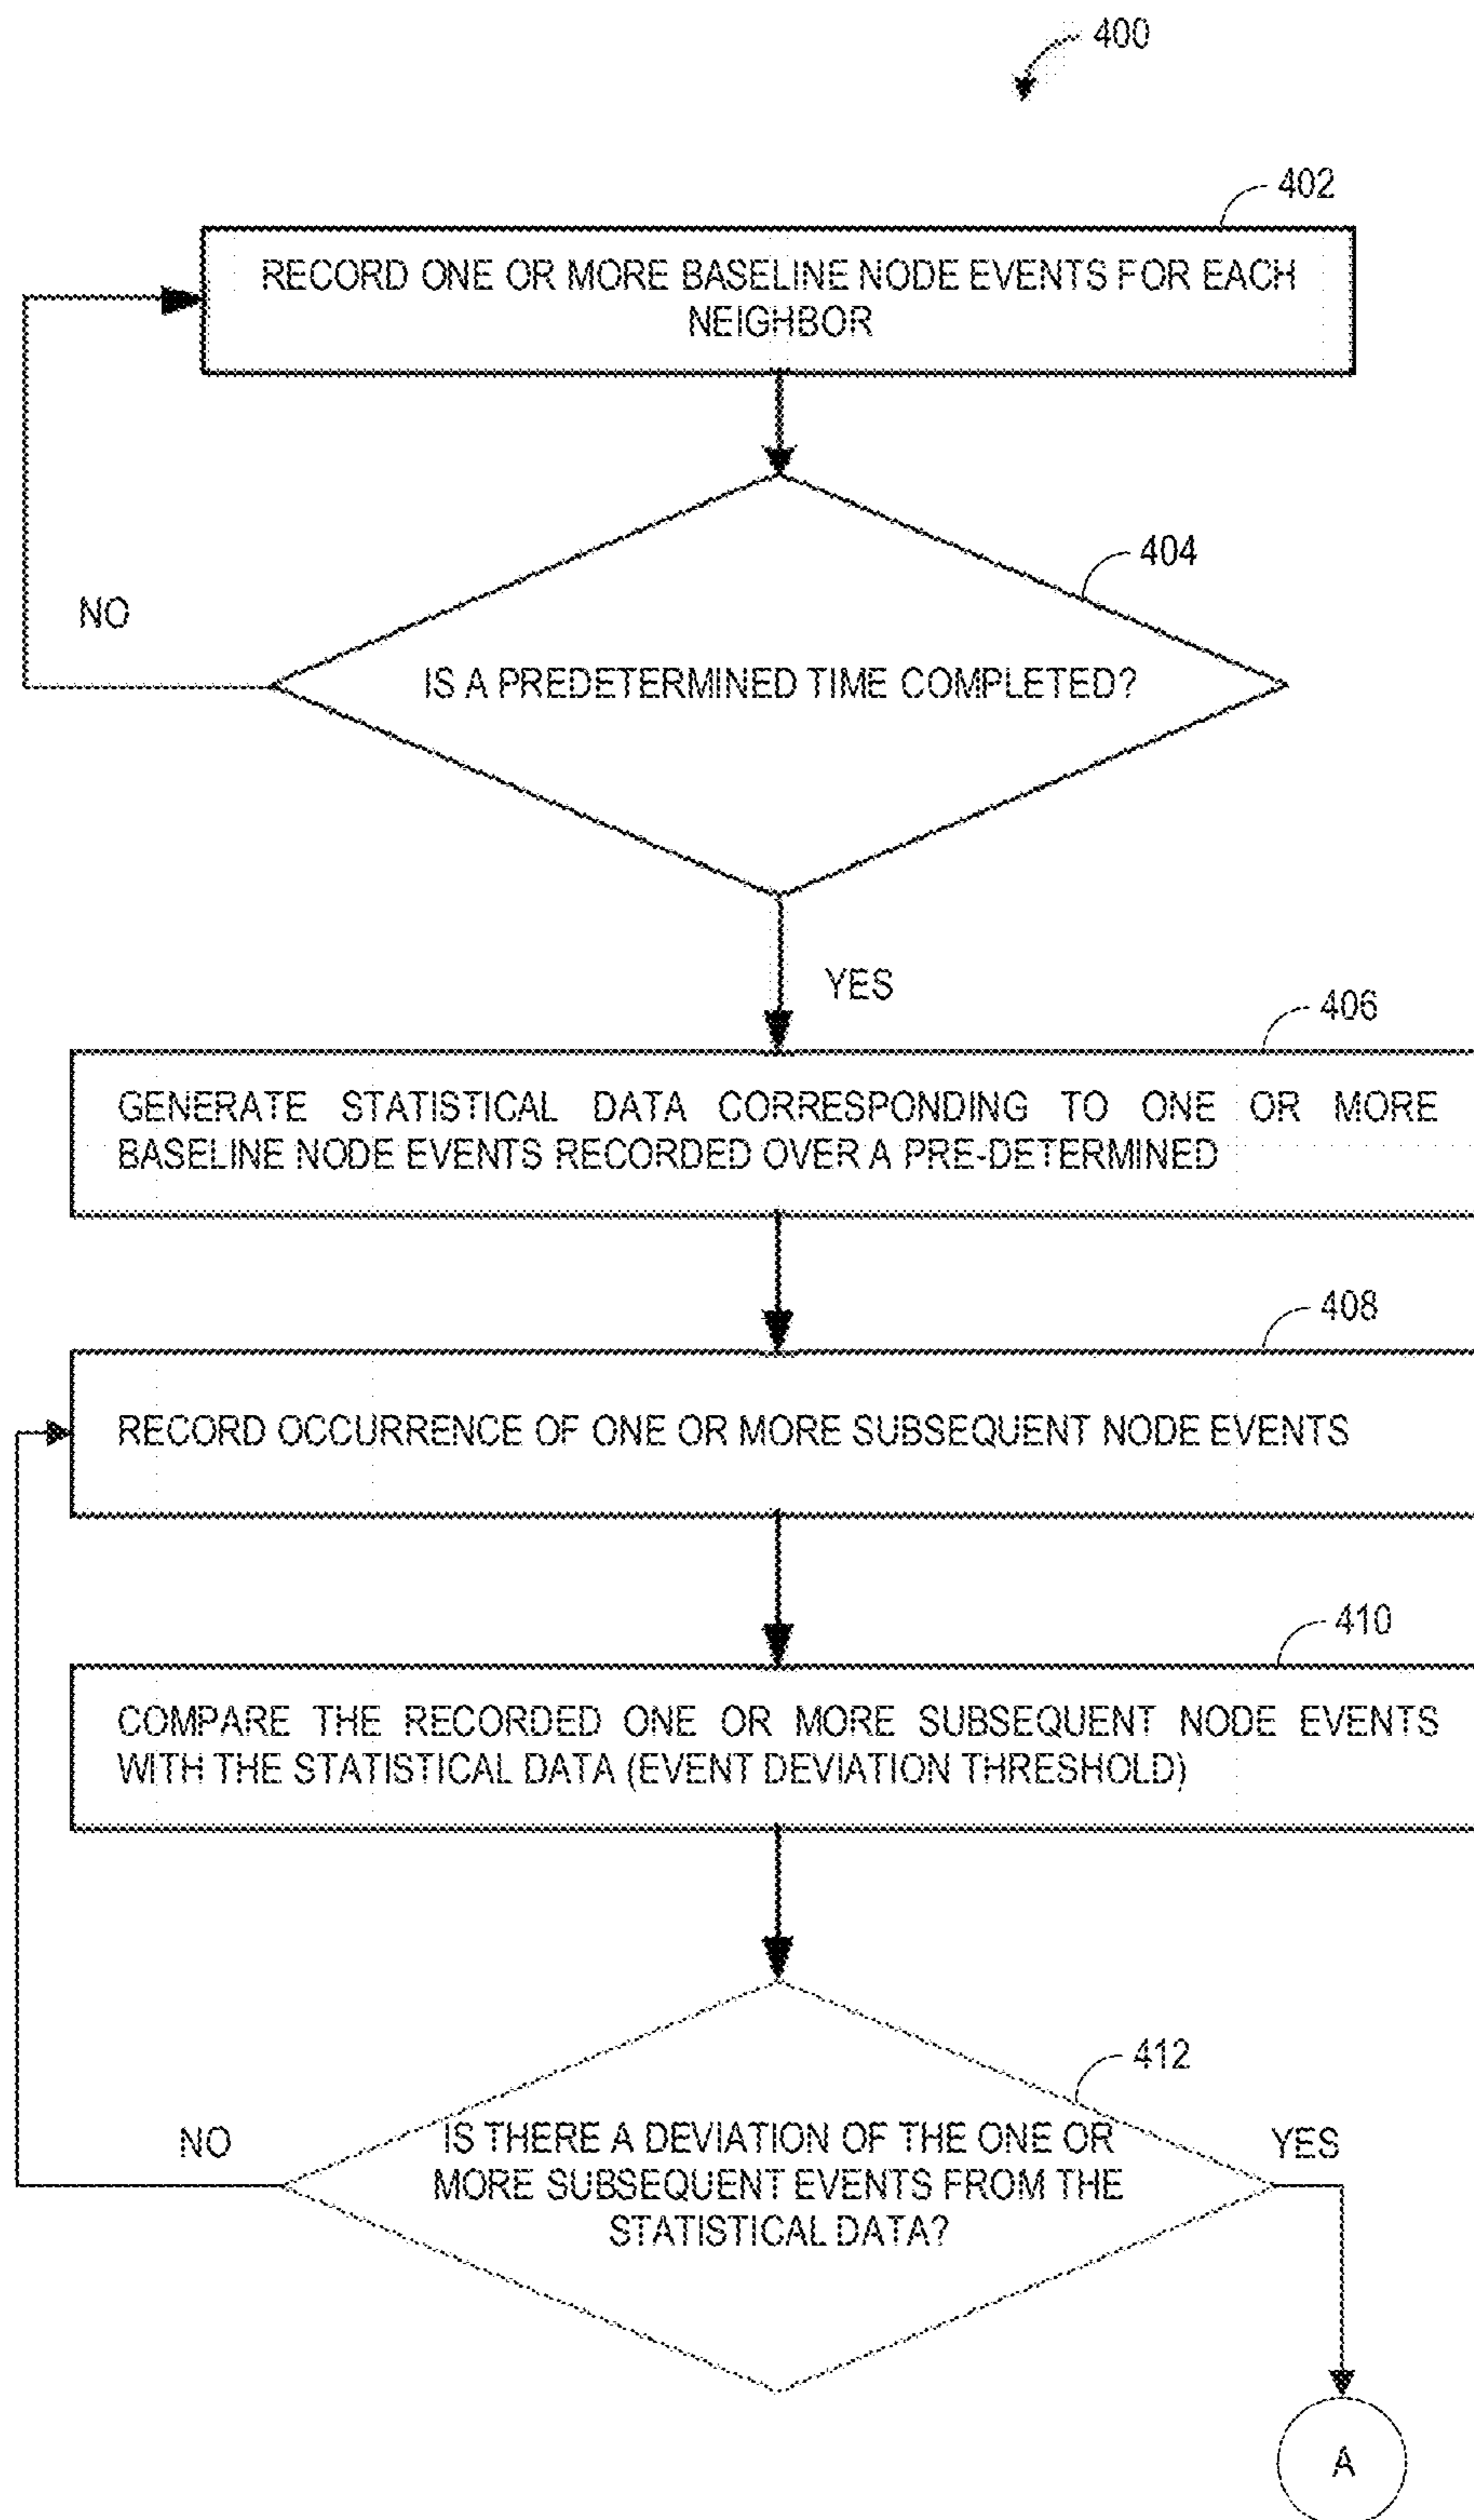 400
402
RECORD ONE OR MORE BASELINE NODE EVENTS FOR EACH
NEIGHBOR
404
NO
IS A PREDETERMINED TIME COMPLETED?
YES
406
GENERATE STATISTICAL DATA CORRESPONDING TO ONE OR MORE
BASELINE NODE EVENTS RECORDED OVER A PRE-DETERMINED
408
RECORD OCCURRENCE OF ONE OR MORE SUBSEQUENT NODE EVENTS
410
COMPARE THE RECORDED ONE OR MORE SUBSEQUENT NODE EVENTS
WITH THE STATISTICAL DATA (EVENT DEVIATION THRESHOLD)
412
NO
IS THERE A DEVIATION OF THE ONE OR
MORE SUBSEQUENT EVENTS FROM THE
STATISTICAL DATA?
YES
A